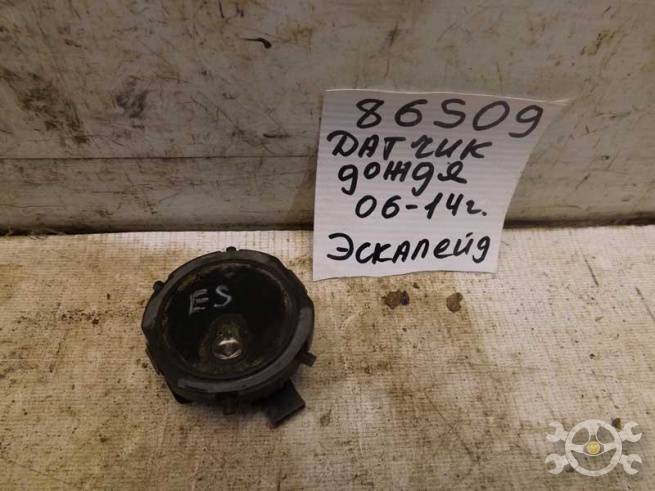 86509
ДАТЧИК
дождя
06-14г.
Эскалейд
ES